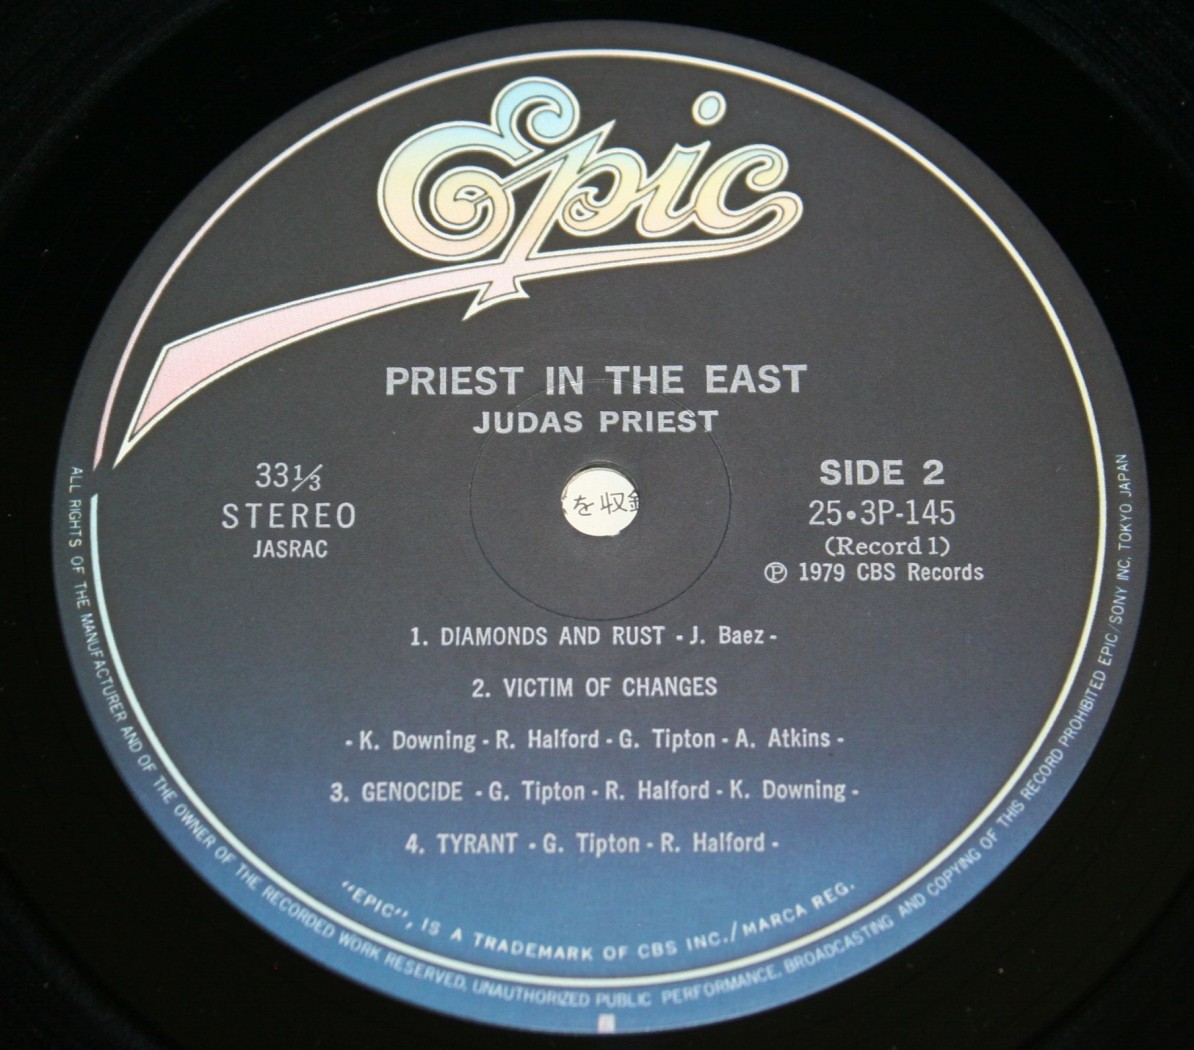 Epic
PRIEST IN THE EAST
JUDAS PRIEST
33 1/3
STEREO
JASRAC
SIDE 2
25•3P-145
(Record 1)
℗ 1979 CBS Records
を収
1. DIAMONDS AND RUST - J. Baez -
2. VICTIM OF CHANGES
- K. Downing - R. Halford - G. Tipton - A. Atkins -
3. GENOCIDE - G. Tipton - R. Halford - K. Downing -
4. TYRANT - G. Tipton - R. Halford -
"EPIC", IS A TRADEMARK OF CBS INC./MARCA REG.
ALL RIGHTS OF THE MANUFACTURER AND OF THE OWNER OF THE RECORDED WORK RESERVED. UNAUTHORIZED PUBLIC PERFORMANCE, BROADCASTING AND COPYING OF THIS RECORD PROHIBITED EPIC/SONY INC. TOKYO JAPAN